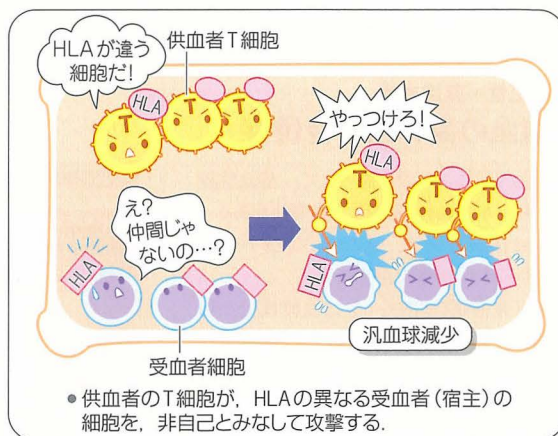 HLAが違う
細胞だ!
供血者T細胞
HLA
T
T
T
え?
仲間じゃ
ないの…?
HLA
受血者細胞
やっつけろ!
HLA
T
T
T
HLA
汎血球減少
● 供血者のT細胞が,HLAの異なる受血者(宿主)の
細胞を,非自己とみなして攻撃する.